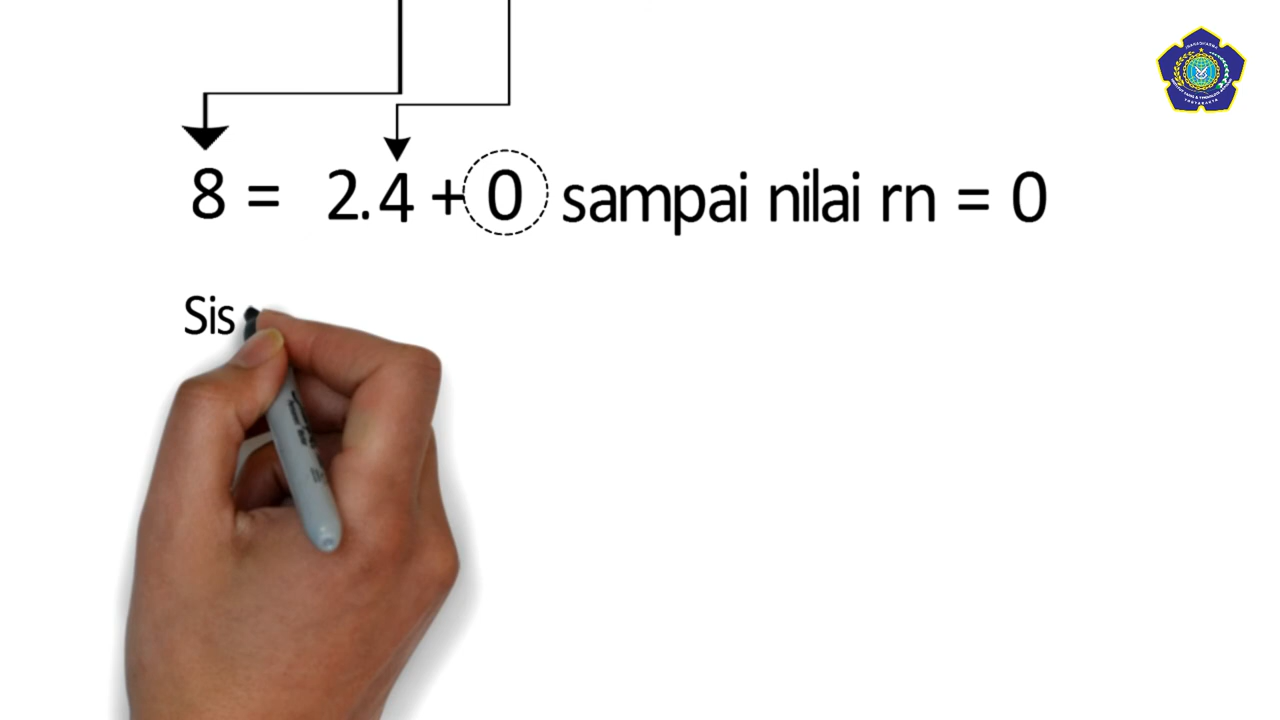 8 = 2.4 + 0 sampai nilai rn = 0
Sis